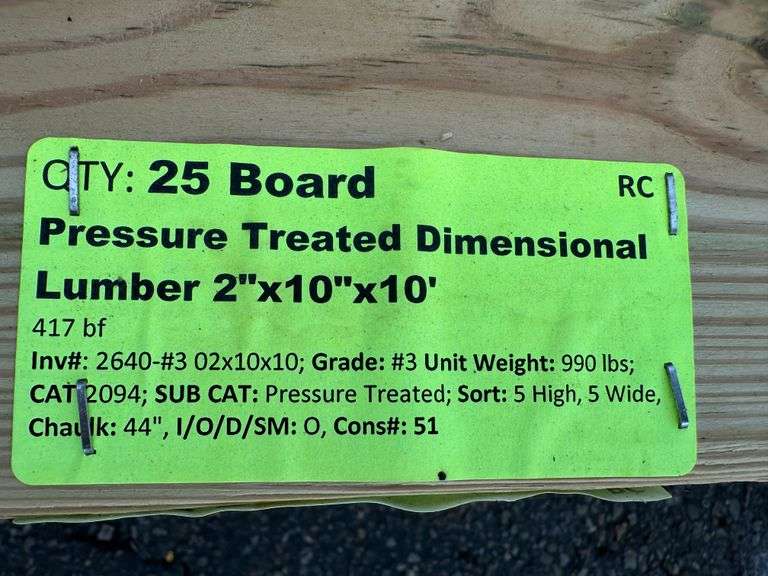 QTY: 25 Board RC
Pressure Treated Dimensional
Lumber 2"x10"x10'
417 bf
Inv#: 2640-#3 02x10x10; Grade: #3 Unit Weight: 990 lbs;
CAT: 2094; SUB CAT: Pressure Treated; Sort: 5 High, 5 Wide,
Chaulk: 44", I/O/D/SM: O, Cons#: 51